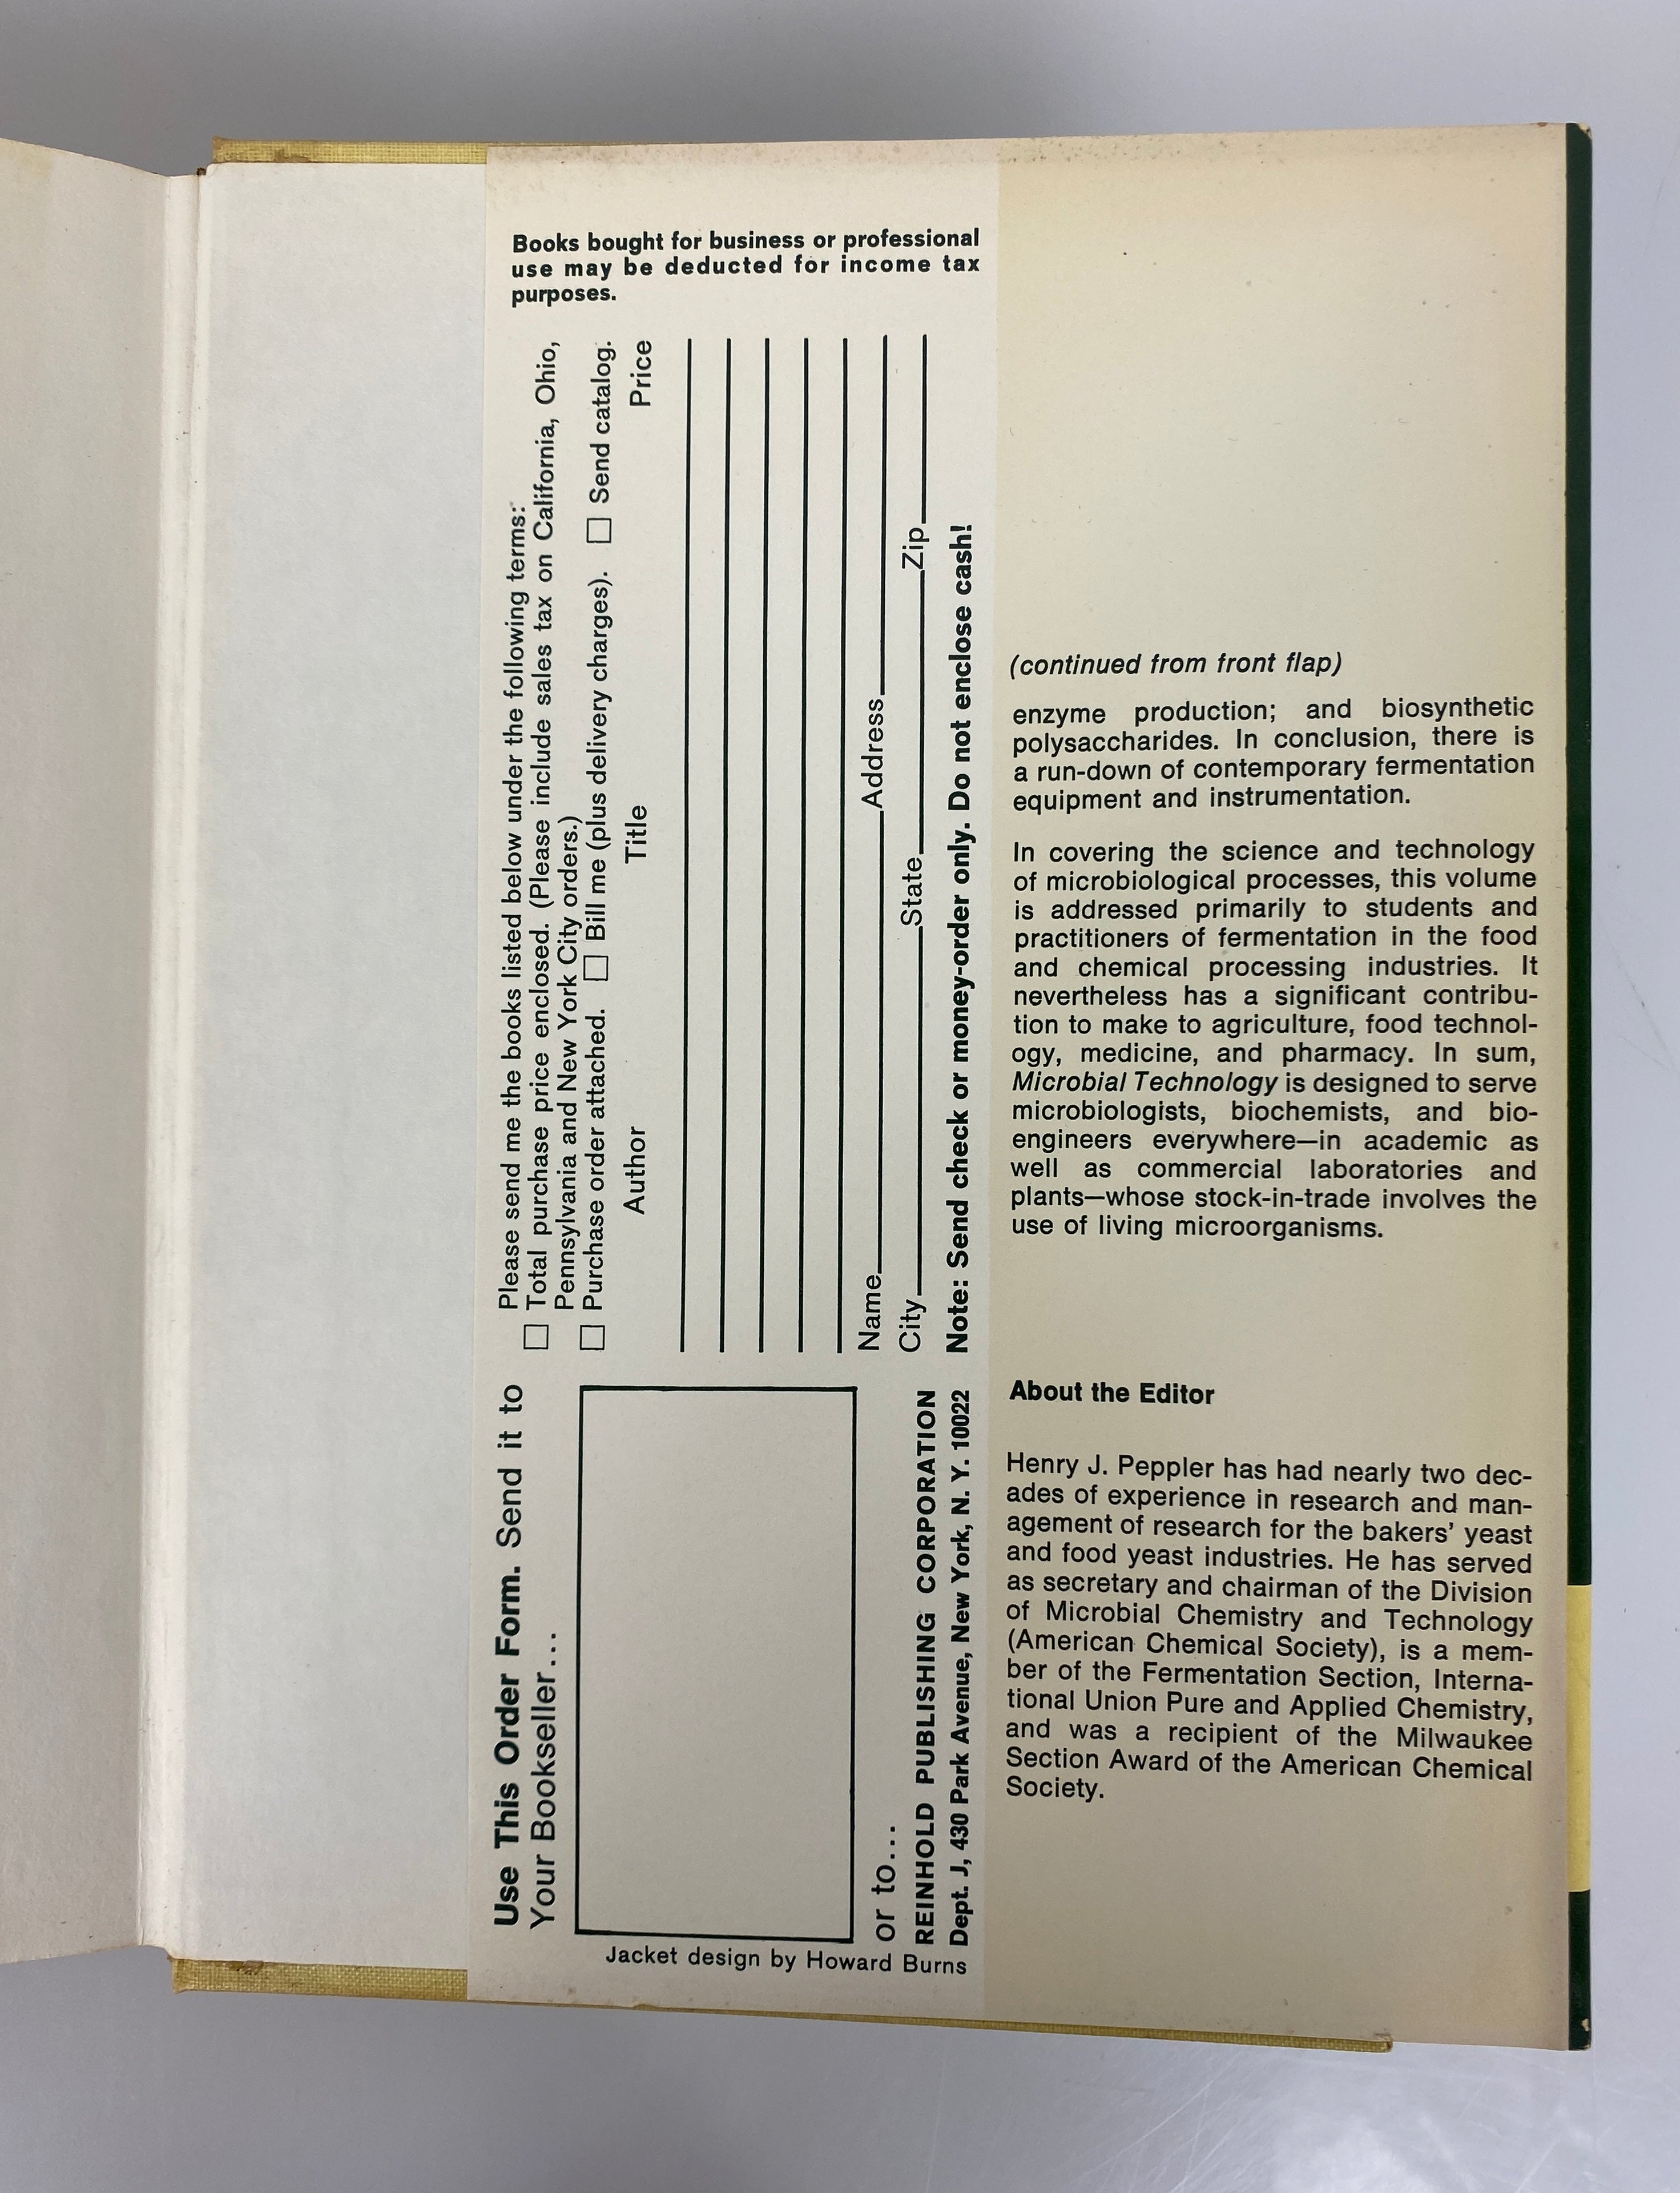 Books bought for business or professional
use may be deducted for income tax
purposes.
Please send me the books listed below under the following terms:
☐ Total purchase price enclosed. (Please include sales tax on California, Ohio,
Pennsylvania and New York City orders.)
☐ Purchase order attached. ☐ Bill me (plus delivery charges). ☐ Send catalog.
Author Title Price
Name Address
City State Zip
Note: Send check or money-order only. Do not enclose cash!
Use This Order Form. Send it to
Your Bookseller...
or to...
REINHOLD PUBLISHING CORPORATION
Dept. J, 430 Park Avenue, New York, N. Y. 10022
Jacket design by Howard Burns
(continued from front flap)
enzyme production; and biosynthetic
polysaccharides. In conclusion, there is
a run-down of contemporary fermentation
equipment and instrumentation.
In covering the science and technology
of microbiological processes, this volume
is addressed primarily to students and
practitioners of fermentation in the food
and chemical processing industries. It
nevertheless has a significant contribu-
tion to make to agriculture, food technol-
ogy, medicine, and pharmacy. In sum,
Microbial Technology is designed to serve
microbiologists, biochemists, and bio-
engineers everywhere—in academic as
well as commercial laboratories and
plants—whose stock-in-trade involves the
use of living microorganisms.
About the Editor
Henry J. Peppler has had nearly two dec-
ades of experience in research and man-
agement of research for the bakers' yeast
and food yeast industries. He has served
as secretary and chairman of the Division
of Microbial Chemistry and Technology
(American Chemical Society), is a mem-
ber of the Fermentation Section, Interna-
tional Union Pure and Applied Chemistry,
and was a recipient of the Milwaukee
Section Award of the American Chemical
Society.